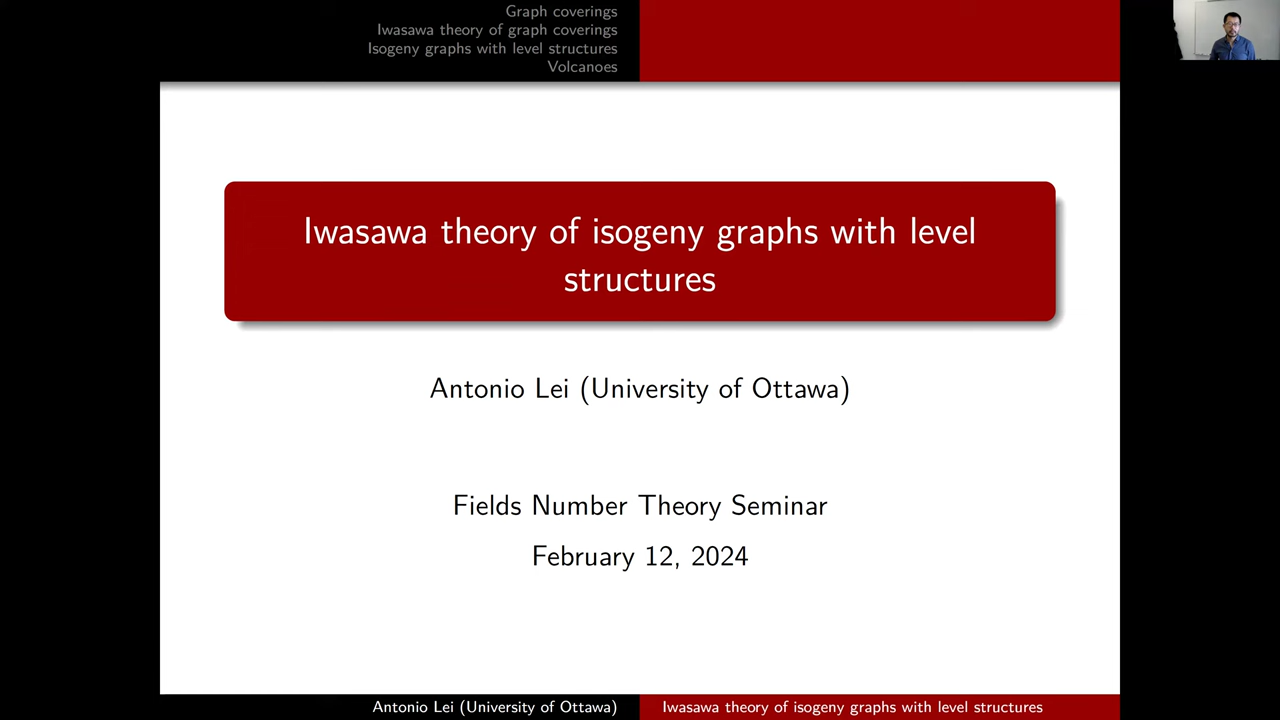 Graph coverings
Iwasawa theory of graph coverings
Isogeny graphs with level structures
Volcanoes
Iwasawa theory of isogeny graphs with level
structures
Antonio Lei (University of Ottawa)
Fields Number Theory Seminar
February 12, 2024
Antonio Lei (University of Ottawa)
Iwasawa theory of isogeny graphs with level structures